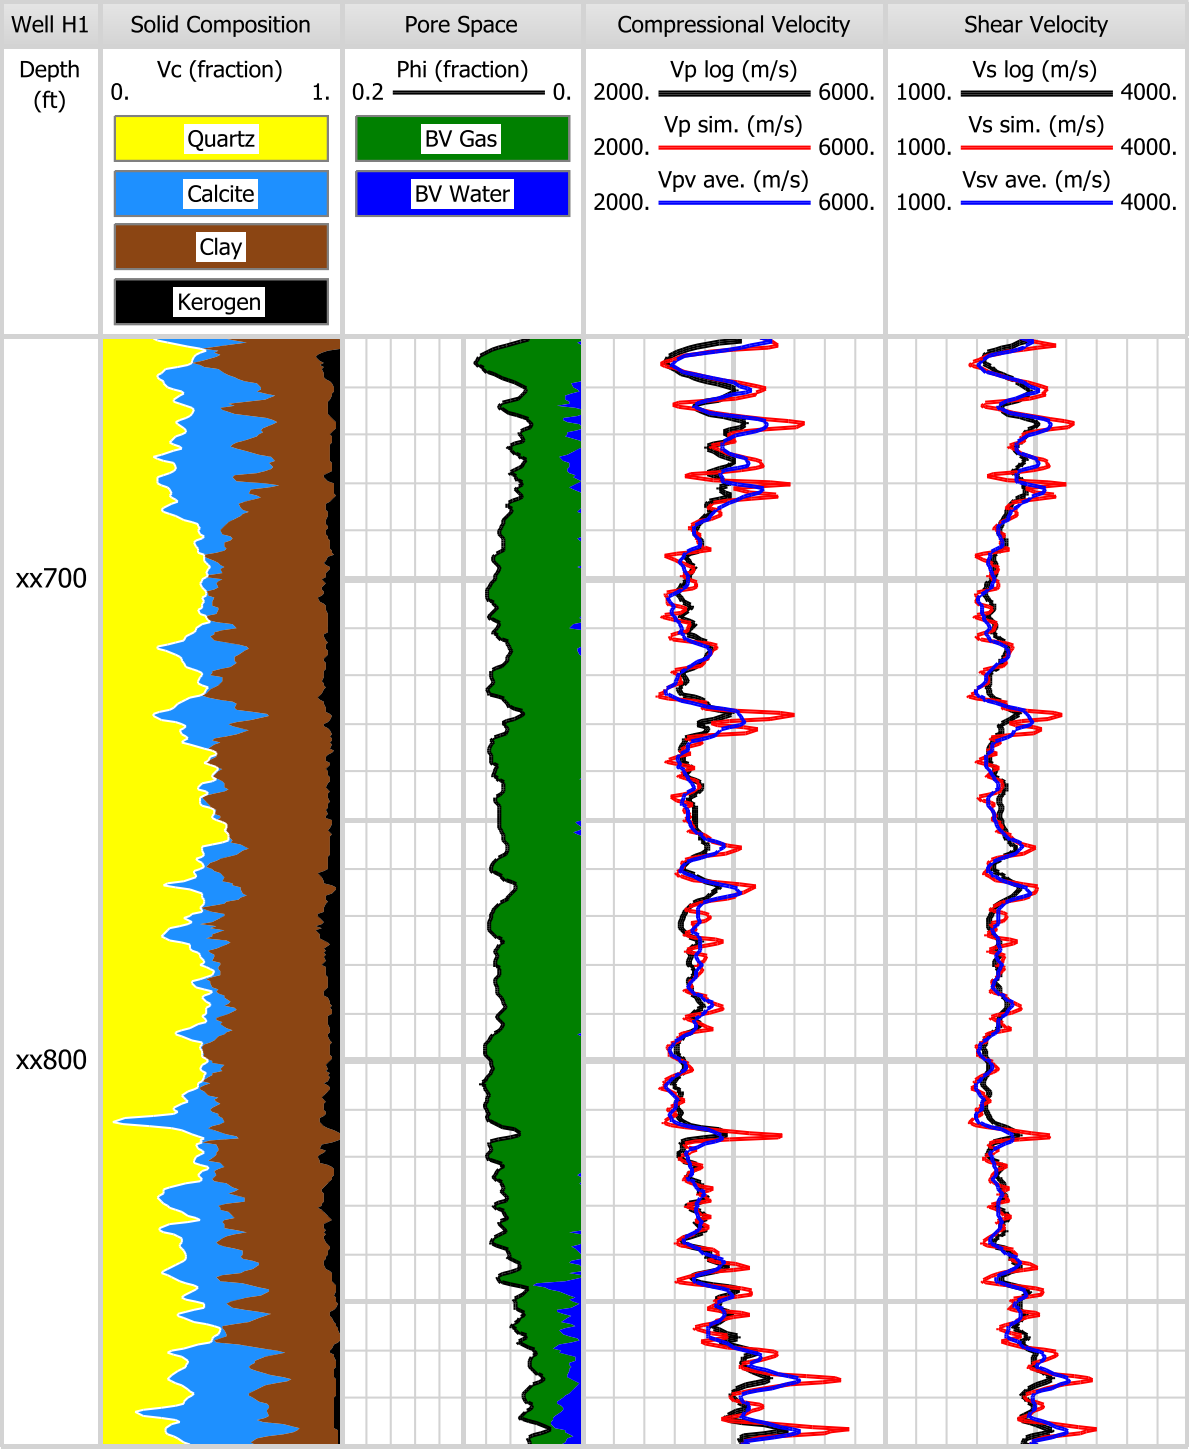 Well H1 Solid Composition Pore Space Compressional Velocity Shear Velocity
Depth
(ft)
Vc (fraction)
0. 1.
Quartz
Calcite
Clay
Kerogen
Phi (fraction)
0.2 0.
BV Gas
BV Water
Vp log (m/s)
2000. 6000.
Vp sim. (m/s)
2000. 6000.
Vpv ave. (m/s)
2000. 6000.
Vs log (m/s)
1000. 4000.
Vs sim. (m/s)
1000. 4000.
Vsv ave. (m/s)
1000. 4000.
xx700
xx800